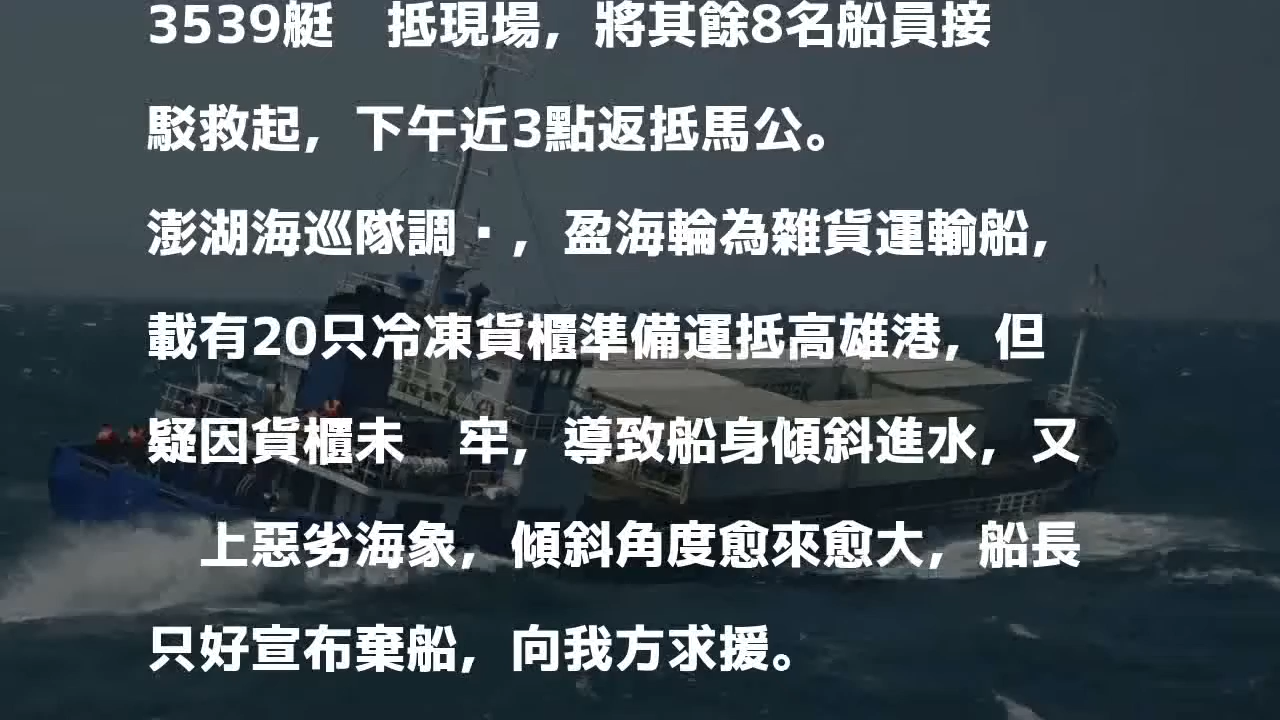 3539艇　抵現場，將其餘8名船員接
駁救起，下午近3點返抵馬公。
澎湖海巡隊調▪，盈海輪為雜貨運輸船，
載有20只冷凍貨櫃準備運抵高雄港，但
疑因貨櫃未　牢，導致船身傾斜進水，又
　上惡劣海象，傾斜角度愈來愈大，船長
只好宣布棄船，向我方求援。